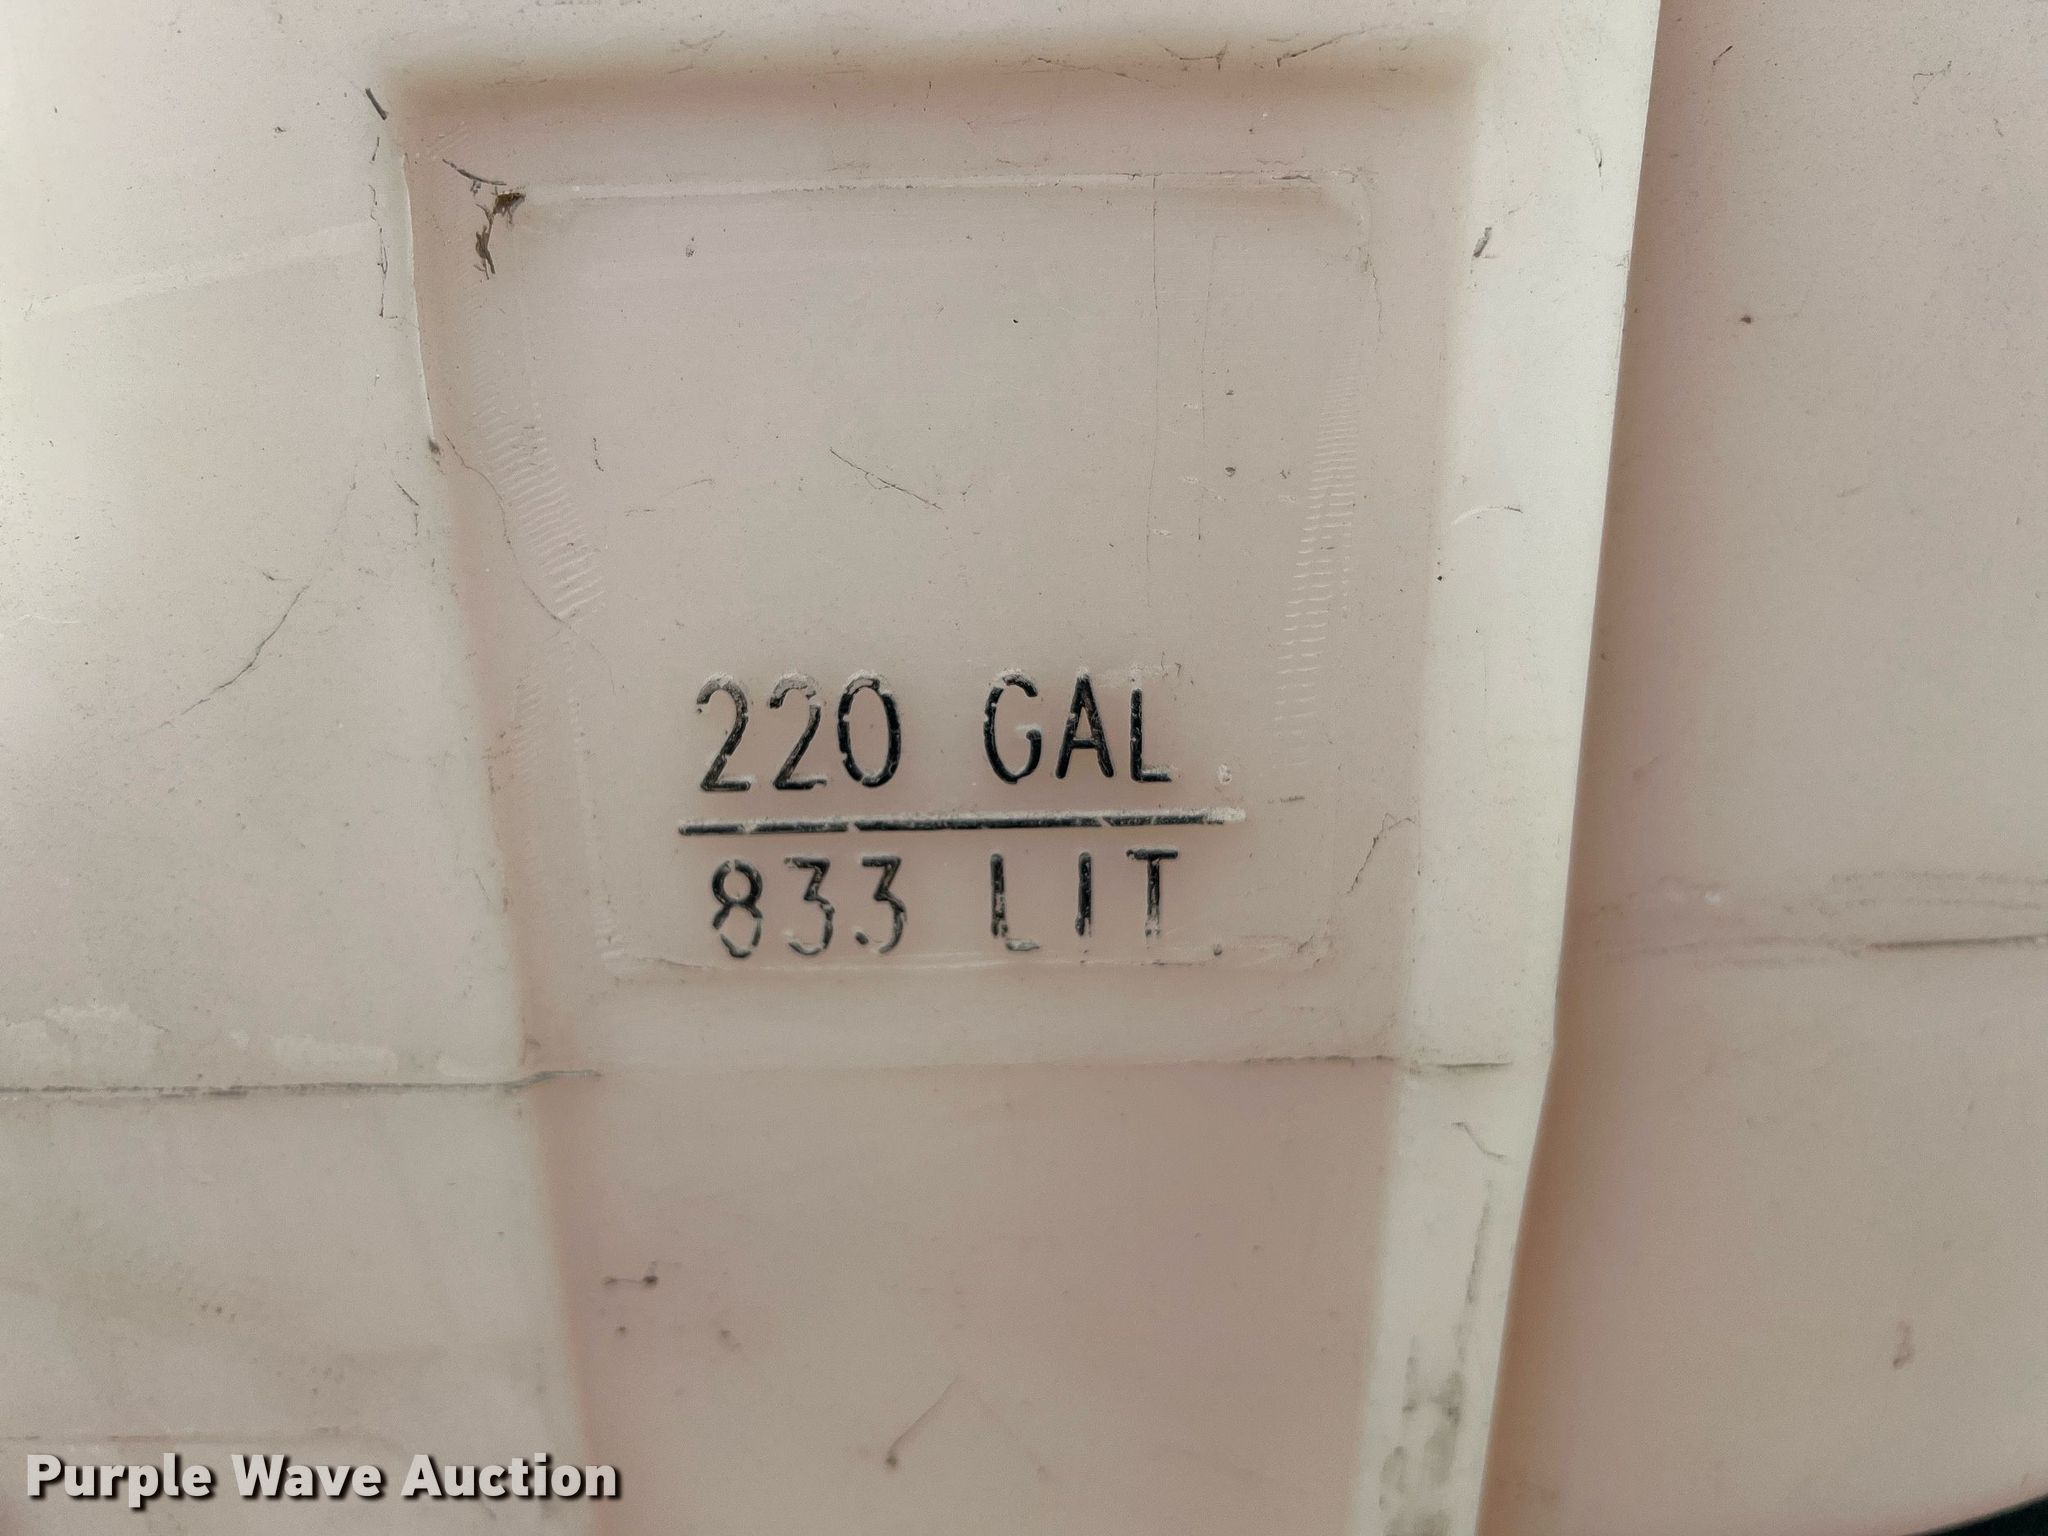 220 GAL.
833 LIT.
Purple Wave Auction